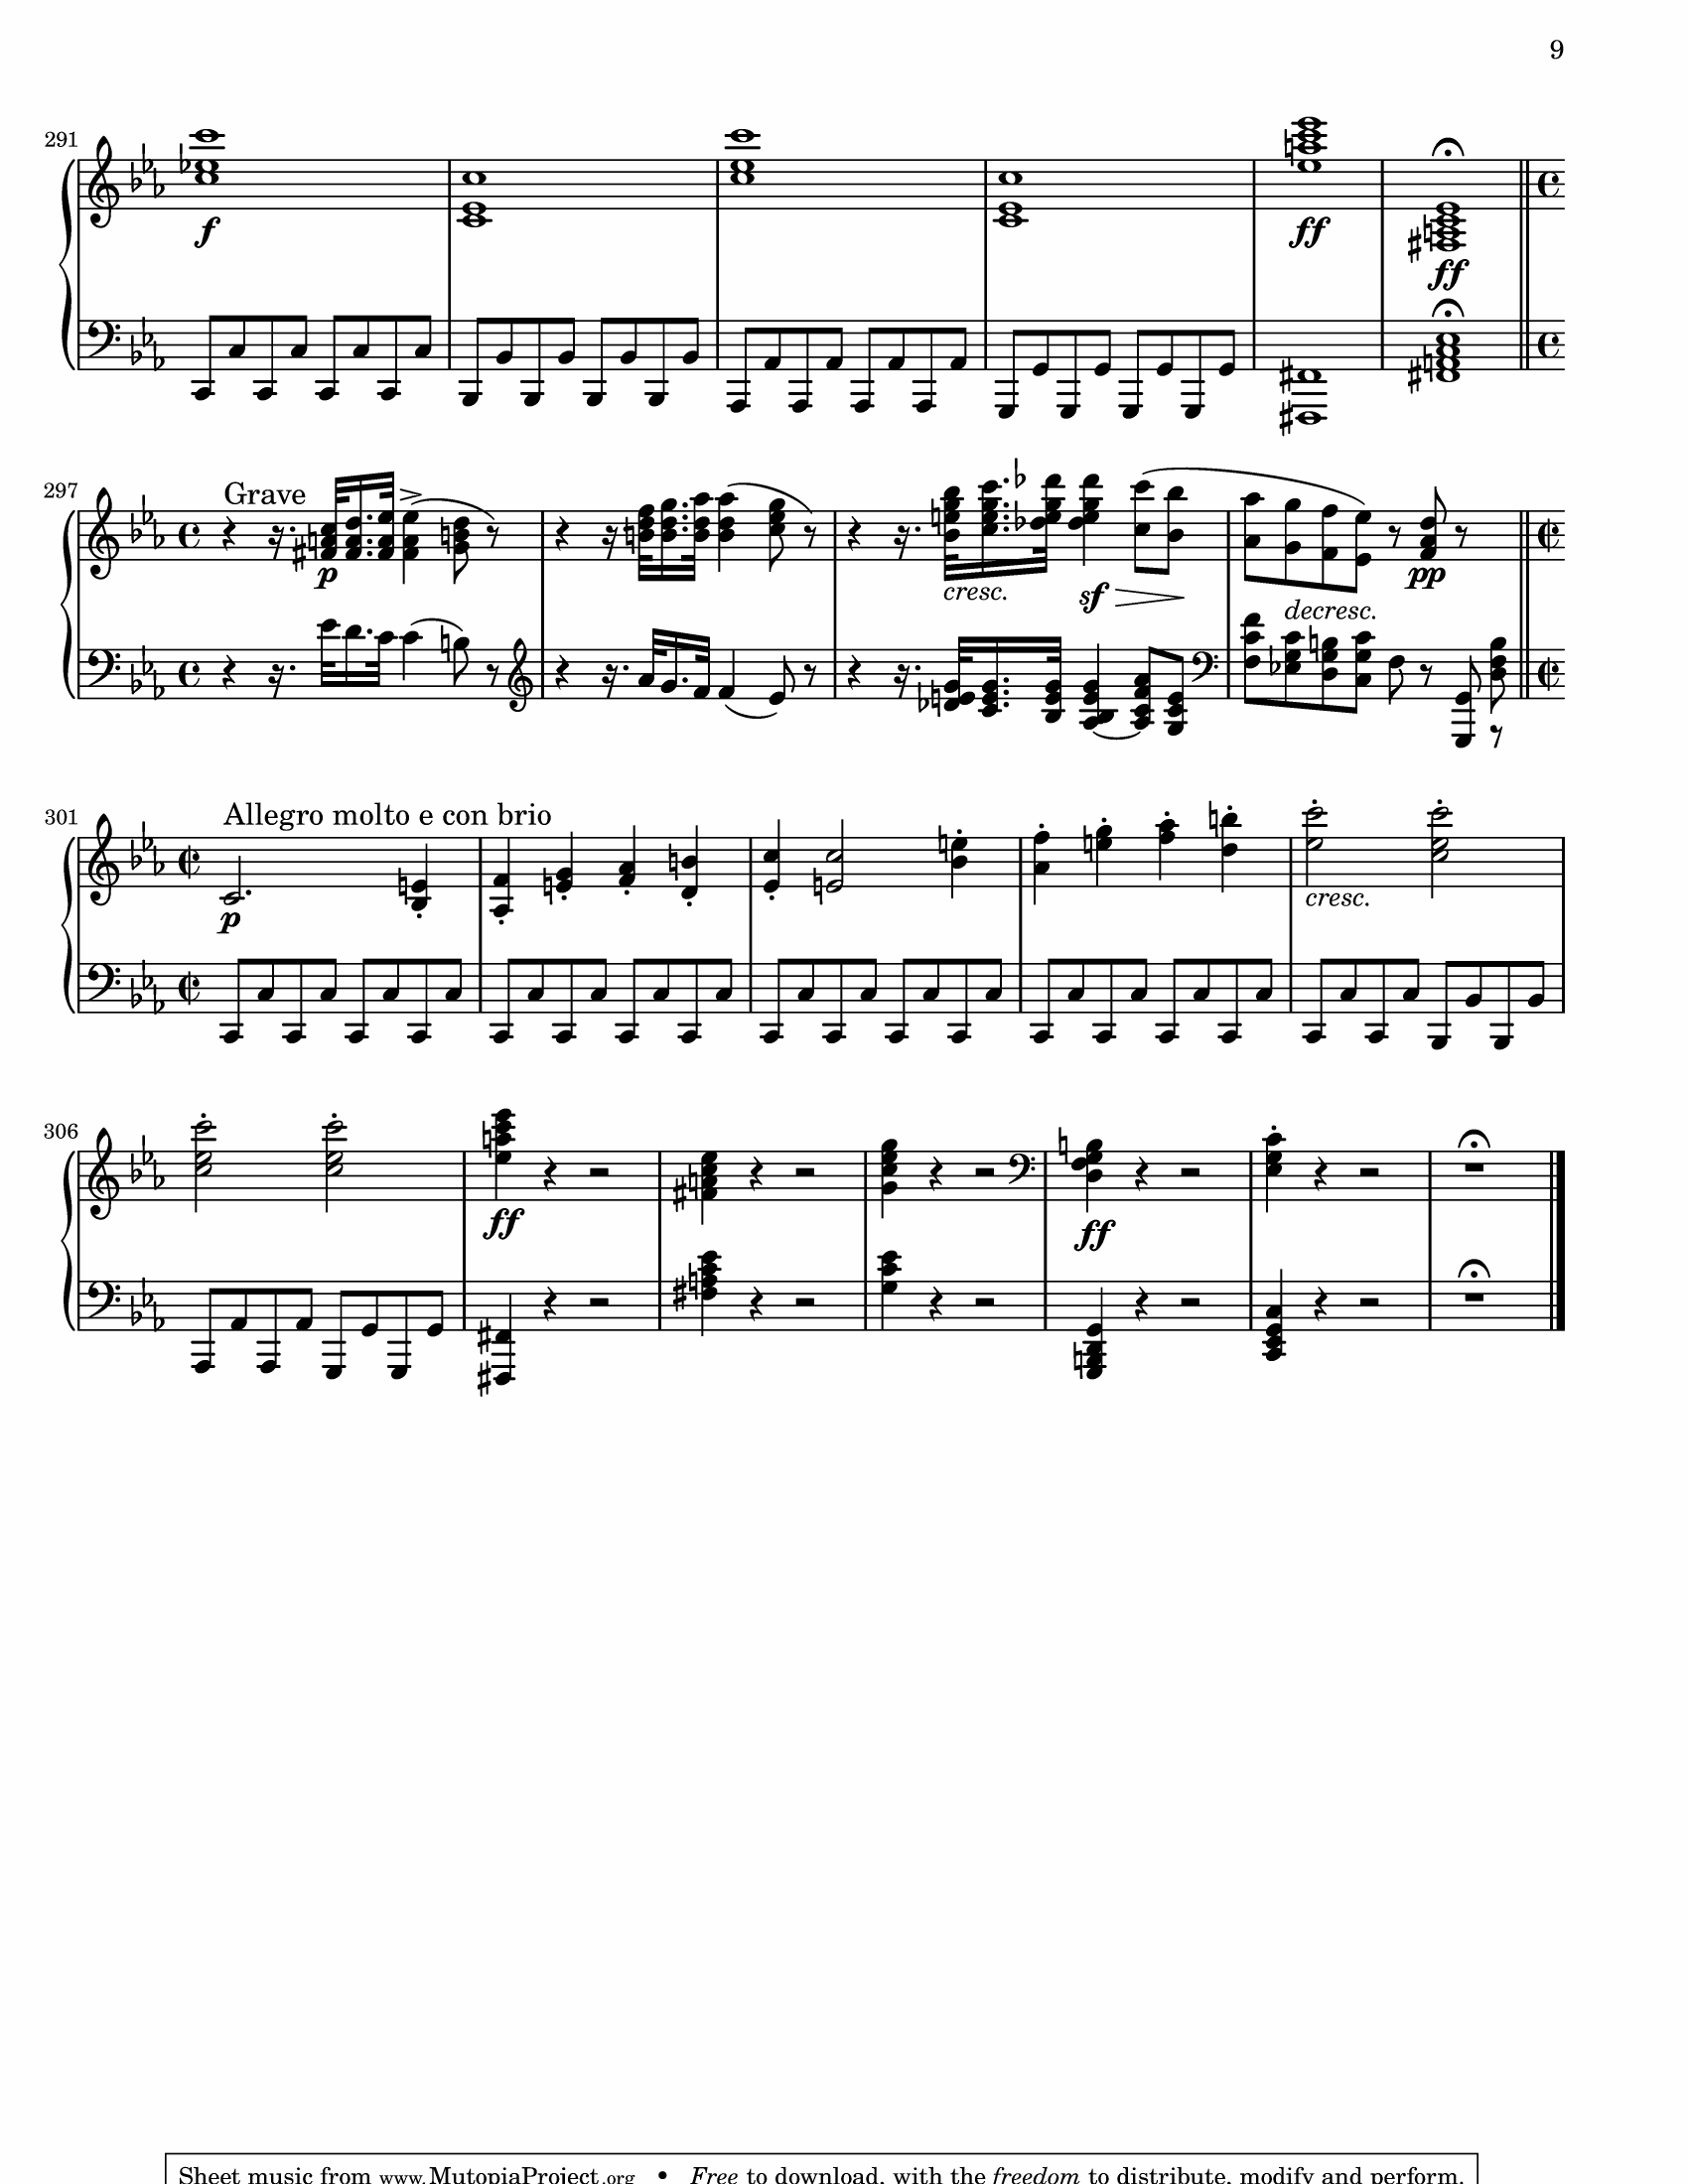 9
291
f
ff
ff
297
Grave
p
cresc.
sf
decresc.
pp
301
Allegro molto e con brio
p
cresc.
306
ff
ff
Sheet music from www.MutopiaProject.org • Free to download, with the freedom to distribute, modify and perform.